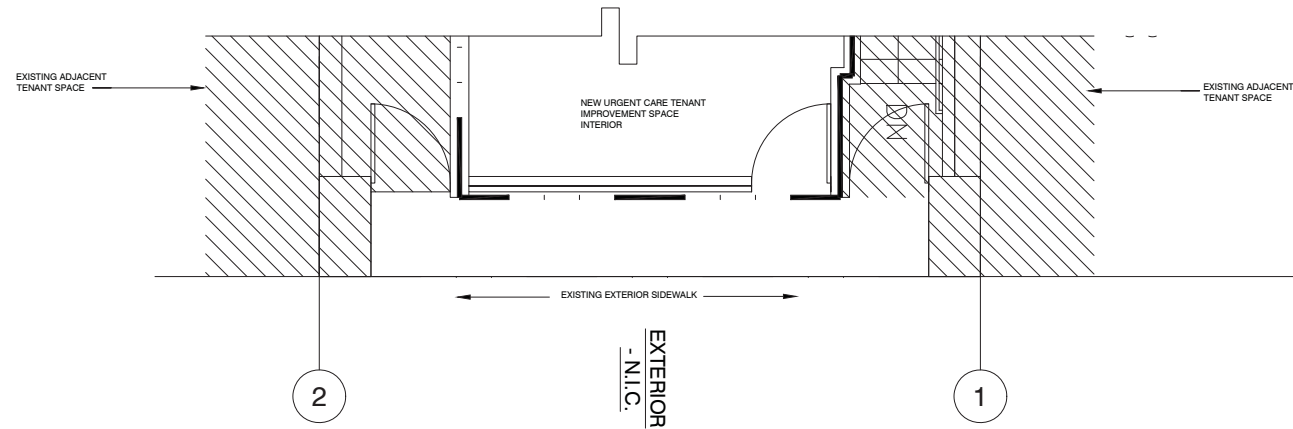 EXISTING ADJACENT
TENANT SPACE
NEW URGENT CARE TENANT
IMPROVEMENT SPACE
INTERIOR
EXISTING ADJACENT
TENANT SPACE
EXISTING EXTERIOR SIDEWALK
EXTERIOR
- N.I.C.
2
1